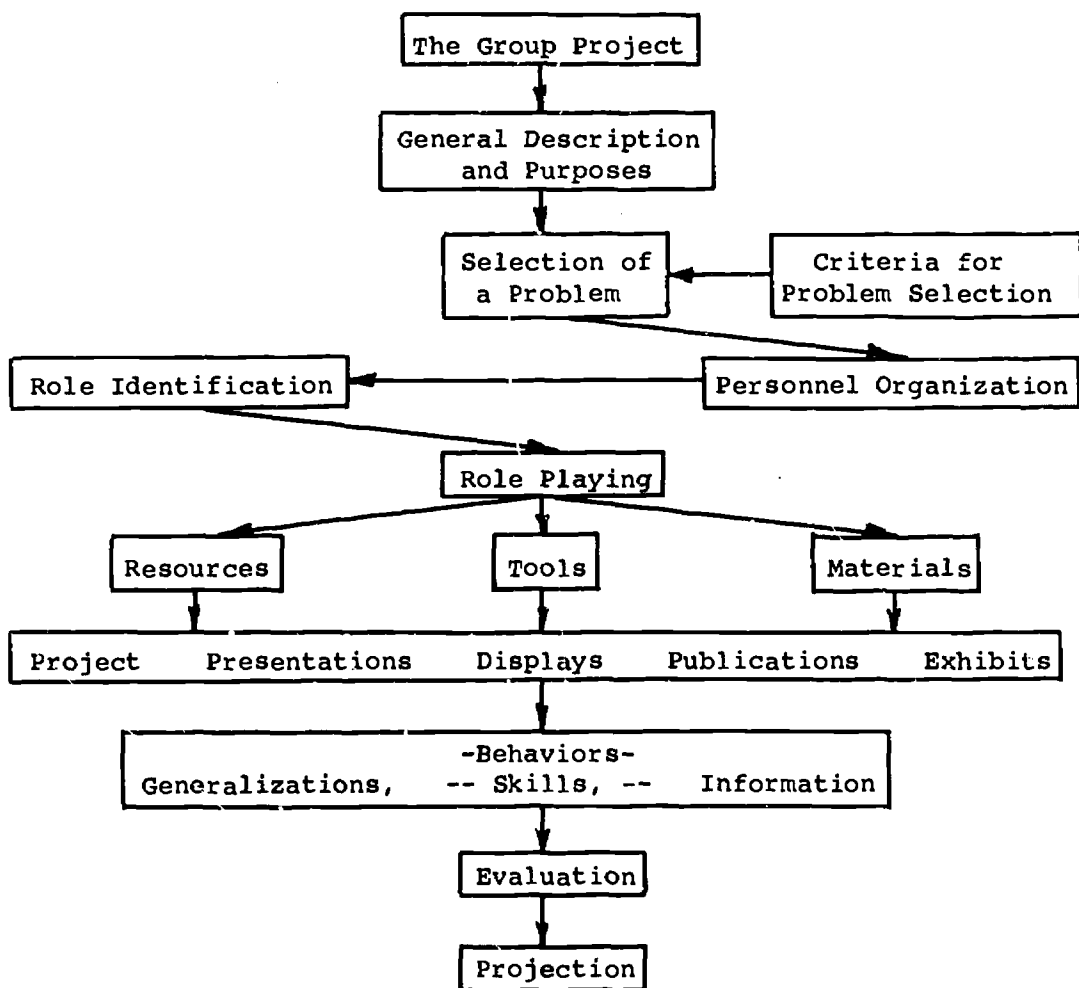 The Group Project
General Description
and Purposes
Selection of
a Problem
Criteria for
Problem Selection
Role Identification
Personnel Organization
Role Playing
Resources
Tools
Materials
Project Presentations Displays Publications Exhibits
-Behaviors-
Generalizations, -- Skills, -- Information
Evaluation
Projection